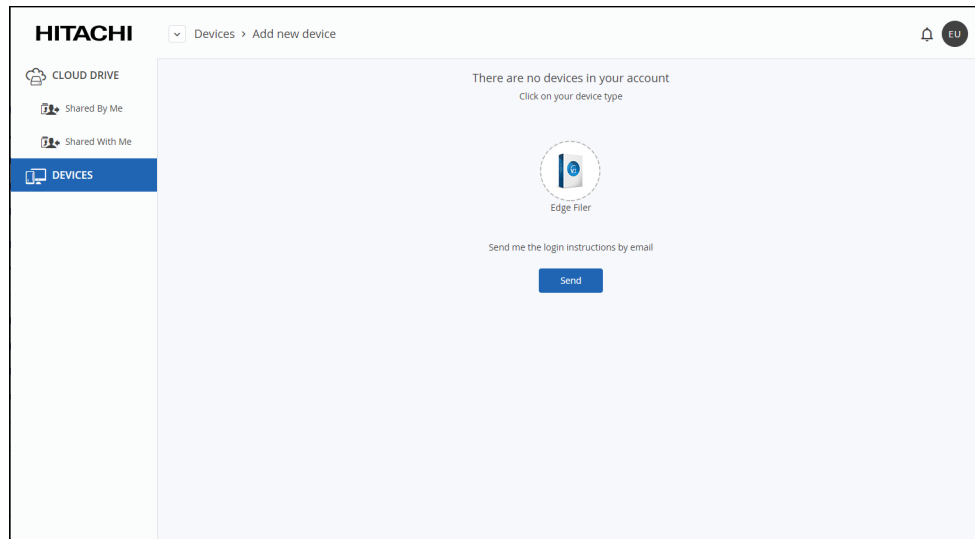 HITACHI
Devices > Add new device
EU
CLOUD DRIVE
Shared By Me
Shared With Me
DEVICES
There are no devices in your account
Click on your device type
Edge Filer
Send me the login instructions by email
Send